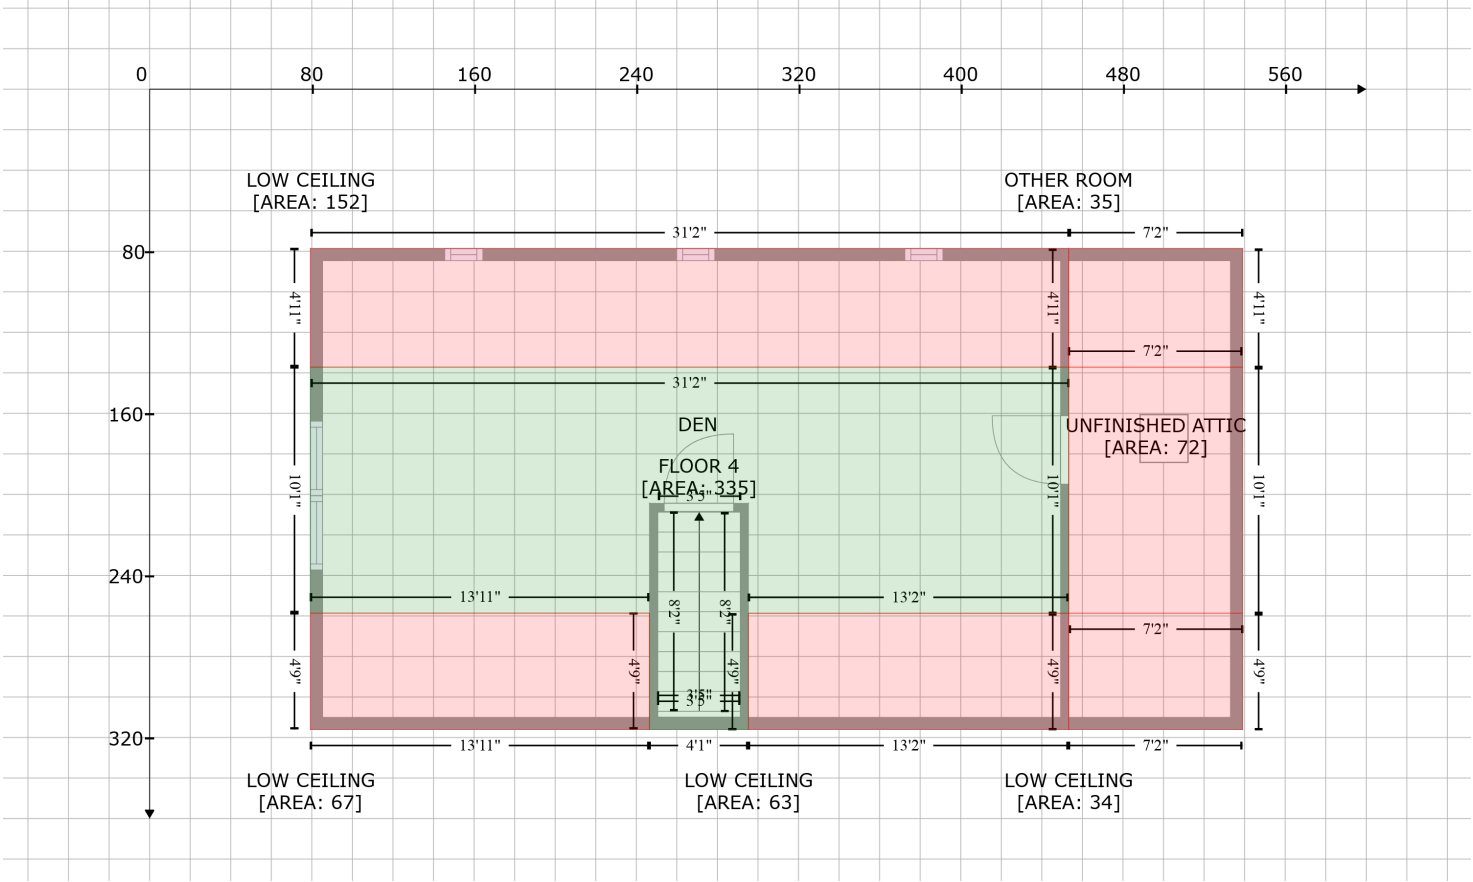 0 80 160 240 320 400 480 560
LOW CEILING
[AREA: 152]
OTHER ROOM
[AREA: 35]
31'2" 7'2"
80
4'11" 4'11" 4'11"
7'2"
31'2"
160
DEN
UNFINISHED ATTIC
[AREA: 72]
FLOOR 4
[AREA: 335]
3'5"
10'1" 10'1" 10'1"
240
13'11" 13'2"
8'2" 8'2"
7'2"
4'9" 4'9" 4'9" 4'9" 4'9"
3'5"
3'5"
320
13'11" 4'1" 13'2" 7'2"
LOW CEILING
[AREA: 67]
LOW CEILING
[AREA: 63]
LOW CEILING
[AREA: 34]